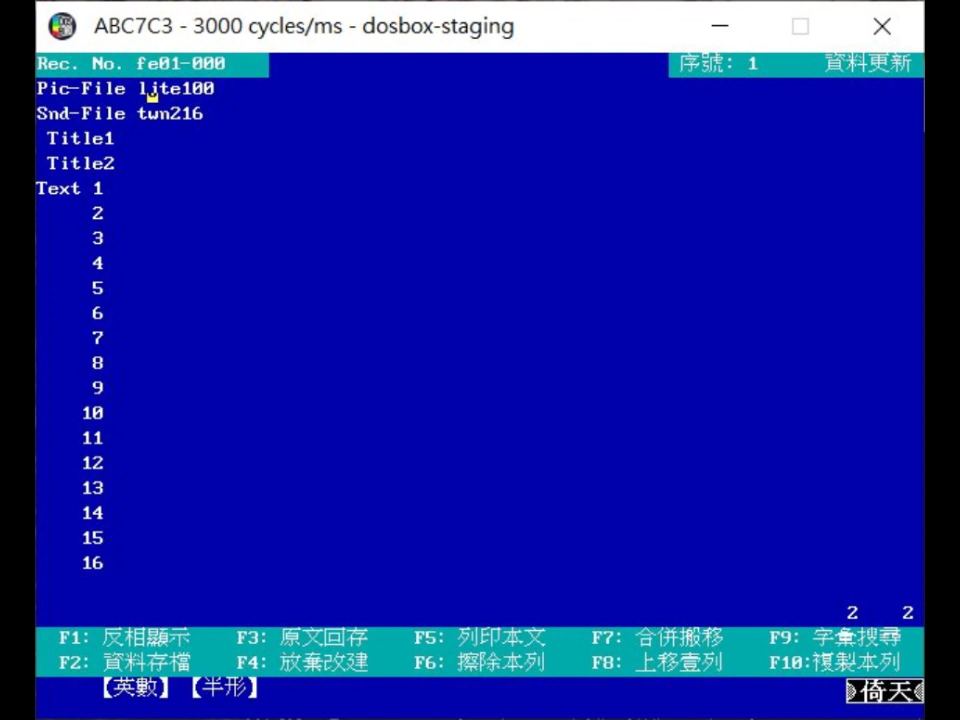 ABC7C3 - 3000 cycles/ms - dosbox-staging
Rec. No. fe01-000 序號: 1 資料更新
Pic-File lite100
Snd-File twn216
Title1
Title2
Text 1
2
3
4
5
6
7
8
9
10
11
12
13
14
15
16
2 2
F1: 反相顯示 F3: 原文回存 F5: 列印本文 F7: 合併搬移 F9: 字彙搜尋
F2: 資料存檔 F4: 放棄改建 F6: 擦除本列 F8: 上移壹列 F10:複製本列
【英數】 【半形】 倚天